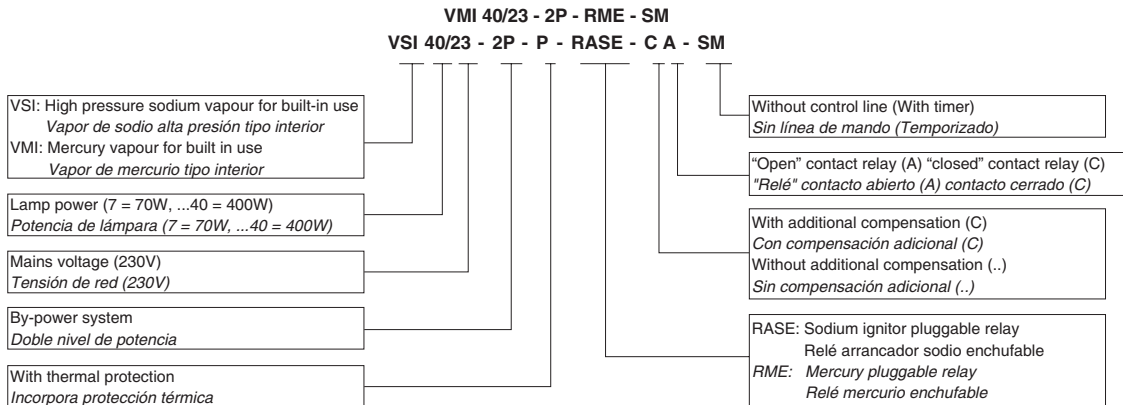 VMI 40/23 - 2P - RME - SM
VSI 40/23 - 2P - P - RASE - C A - SM
VSI: High pressure sodium vapour for built-in use
Vapor de sodio alta presión tipo interior
VMI: Mercury vapour for built in use
Vapor de mercurio tipo interior
Lamp power (7 = 70W, ...40 = 400W)
Potencia de lámpara (7 = 70W, ...40 = 400W)
Mains voltage (230V)
Tensión de red (230V)
By-power system
Doble nivel de potencia
With thermal protection
Incorpora protección térmica
Without control line (With timer)
Sin línea de mando (Temporizado)
“Open” contact relay (A) “closed” contact relay (C)
"Relé" contacto abierto (A) contacto cerrado (C)
With additional compensation (C)
Con compensación adicional (C)
Without additional compensation (..)
Sin compensación adicional (..)
RASE: Sodium ignitor pluggable relay
Relé arrancador sodio enchufable
RME: Mercury pluggable relay
Relé mercurio enchufable